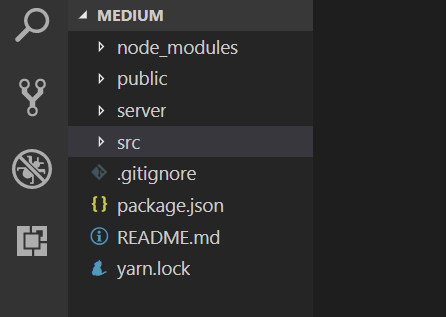 MEDIUM
node_modules
public
server
src
.gitignore
package.json
README.md
yarn.lock